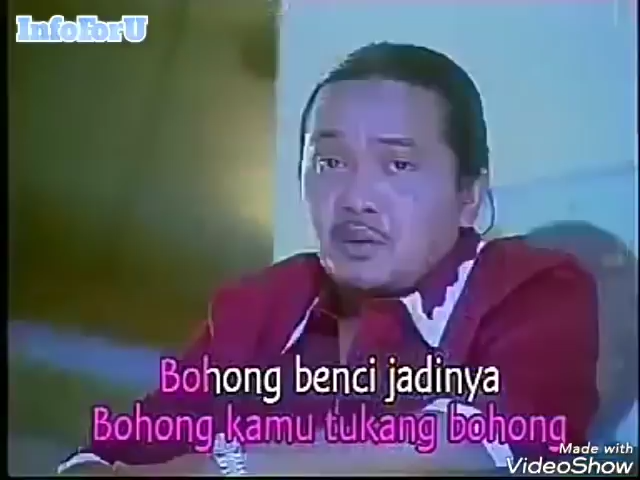 InfoForU
Bohong benci jadinya
Bohong kamu tukang bohong
Made with
VideoShow